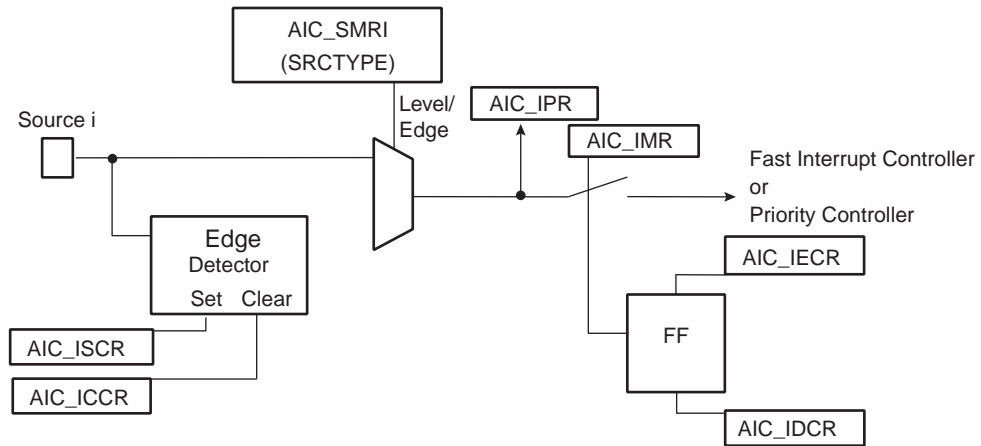 AIC_SMRI
(SRCTYPE)
Level/
Edge
AIC_IPR
AIC_IMR
Source i
Fast Interrupt Controller
or
Priority Controller
Edge
Detector
Set Clear
AIC_IECR
FF
AIC_ISCR
AIC_ICCR
AIC_IDCR